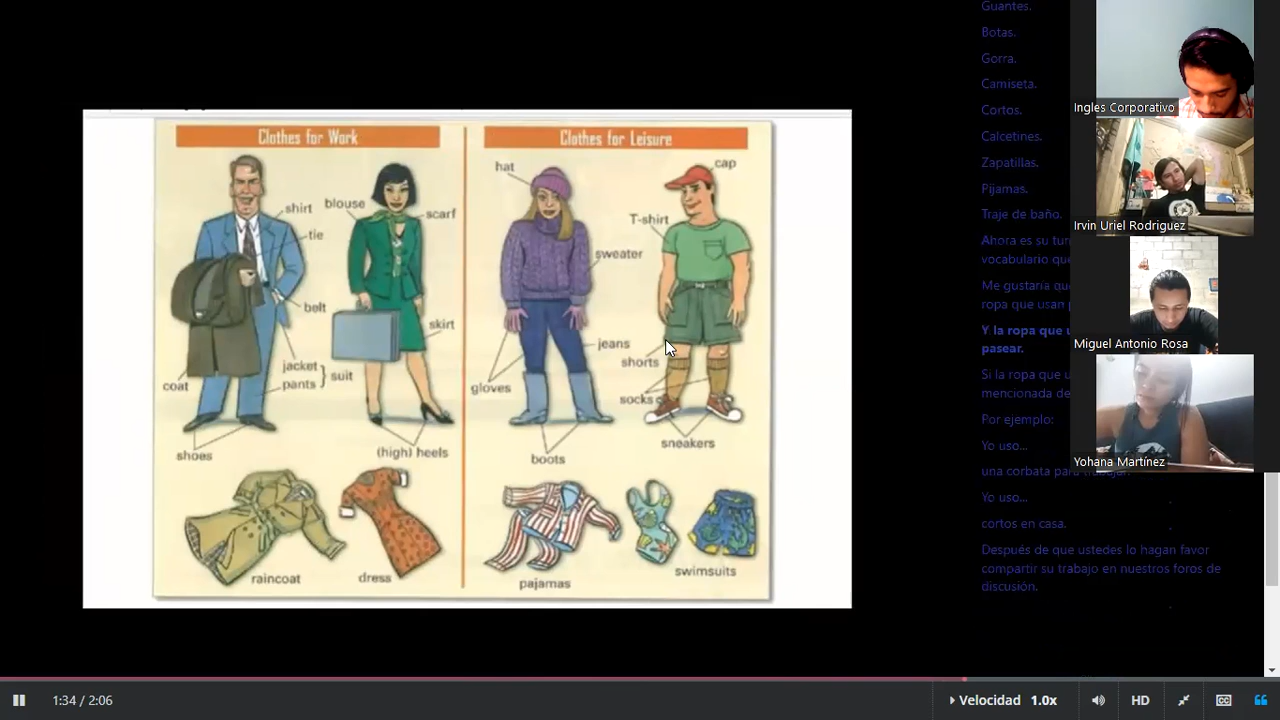 Clothes for Work
Clothes for Leisure
shirt
blouse
scarf
tie
belt
skirt
jacket
pants
suit
coat
shoes
(high) heels
raincoat
dress
hat
cap
T-shirt
sweater
jeans
shorts
gloves
socks
sneakers
boots
pajamas
swimsuits
Guantes.
Botas.
Gorra.
Camiseta.
Cortos.
Calcetines.
Zapatillas.
Pijamas.
Traje de baño.
Ahora es su
vocabulario
Me gustaría
ropa que usan
Y la ropa que
pasear.
Si la ropa que
mencionada
Por ejemplo:
Yo uso...
una corbata para trabajar.
Yo uso...
cortos en casa.
Después de que ustedes lo hagan favor
compartir su trabajo en nuestros foros de
discusión.
Ingles Corporativo
Irvin Uriel Rodriguez
Miguel Antonio Rosa
Yohana Martínez
1:34 / 2:06
Velocidad 1.0x
HD
CC